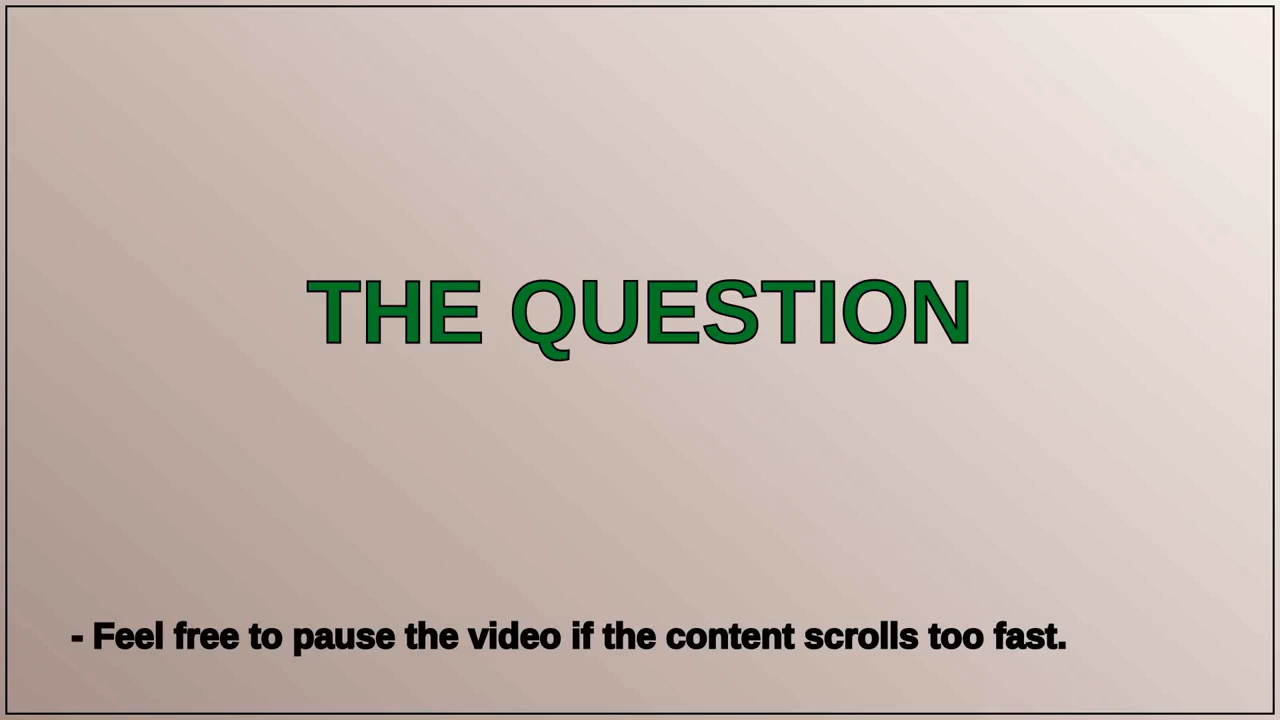 THE QUESTION
- Feel free to pause the video if the content scrolls too fast.